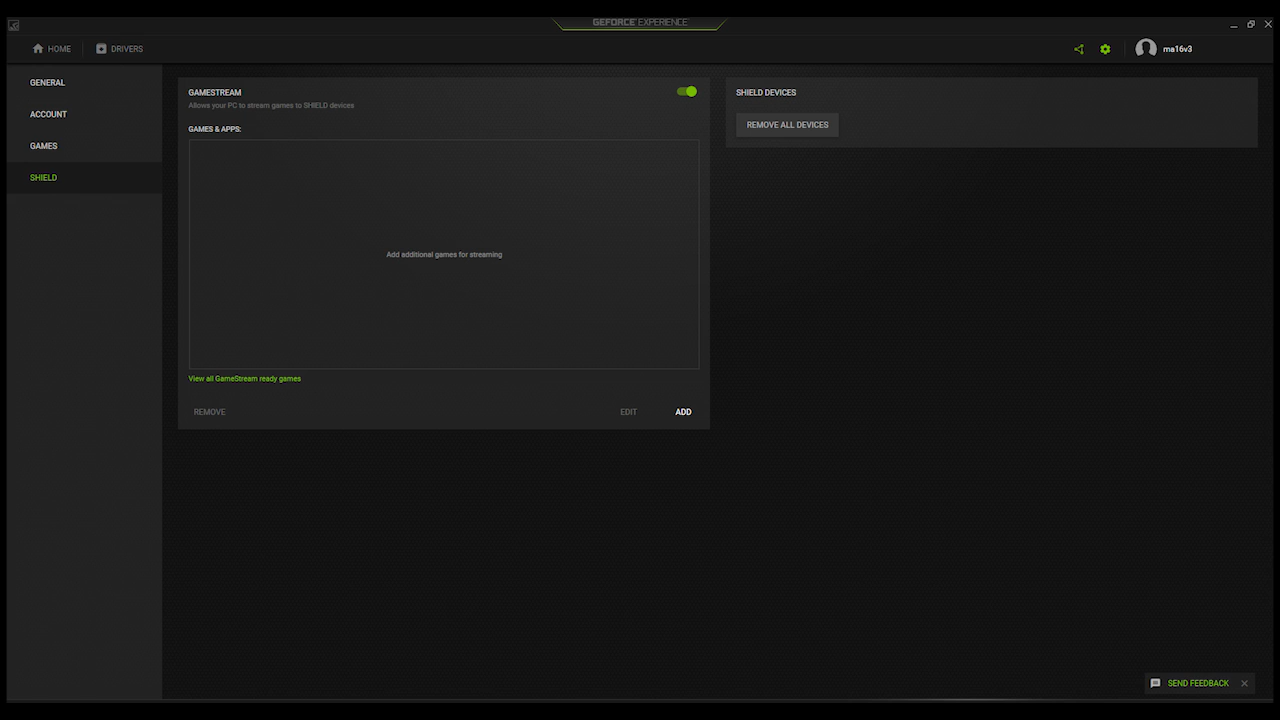 GEFORCE EXPERIENCE
HOME
DRIVERS
ma16v3
GENERAL
ACCOUNT
GAMES
SHIELD
GAMESTREAM
Allows your PC to stream games to SHIELD devices
GAMES & APPS:
Add additional games for streaming
View all GameStream ready games
REMOVE
EDIT
ADD
SHIELD DEVICES
REMOVE ALL DEVICES
SEND FEEDBACK